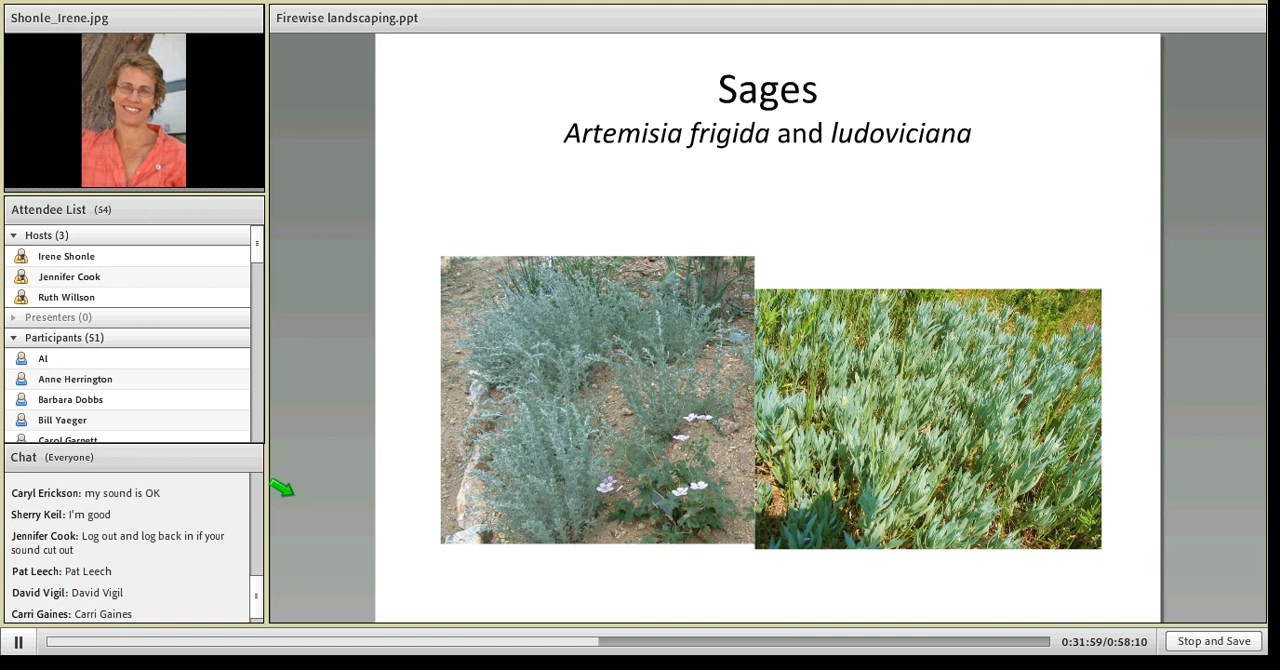 Shonle_Irene.jpg
Attendee List (54)
Hosts (3)
Irene Shonle
Jennifer Cook
Ruth Willson
Presenters (0)
Participants (51)
Al
Anne Herrington
Barbara Dobbs
Bill Yaeger
Carol Garnett
Chat (Everyone)
Caryl Erickson: my sound is OK
Sherry Keil: I'm good
Jennifer Cook: Log out and log back in if your
sound cut out
Pat Leech: Pat Leech
David Vigil: David Vigil
Carri Gaines: Carri Gaines
Firewise landscaping.ppt
Sages
Artemisia frigida and ludoviciana
0:31:59/0:58:10
Stop and Save